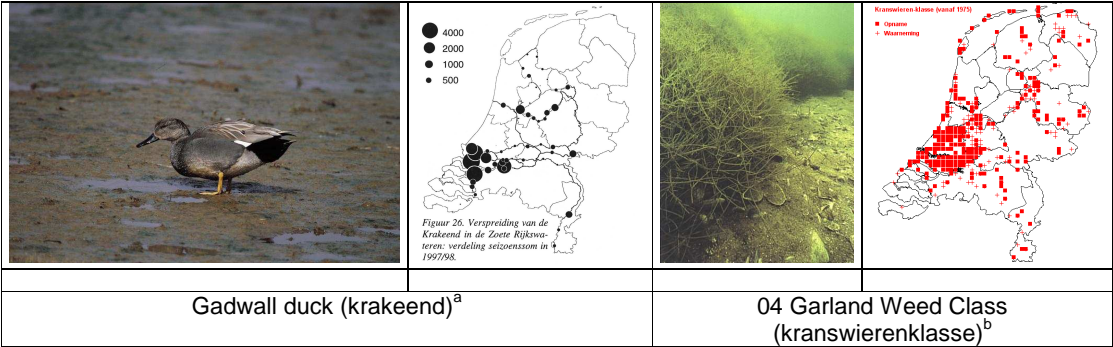 4000
2000
1000
500
Figuur 26. Verspreiding van de
Krakeend in de Zoete Rijkswa-
teren: verdeling seizoenssom in
1997/98.
Kranswieren-klasse (vanaf 1975)
Opname
Waarneming
Gadwall duck (krakeend)a
04 Garland Weed Class
(kranswierenklasse)b